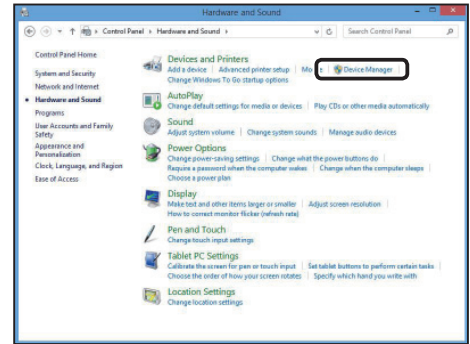 Hardware and Sound
Control Panel › Hardware and Sound ›
Search Control Panel
Control Panel Home
System and Security
Network and Internet
Hardware and Sound
Programs
User Accounts and Family
Safety
Appearance and
Personalization
Clock, Language, and Region
Ease of Access
Devices and Printers
Add a device | Advanced printer setup | Device Manager
Change Windows To Go startup options
AutoPlay
Change default settings for media or devices | Play CDs or other media automatically
Sound
Adjust system volume | Change system sounds | Manage audio devices
Power Options
Change power-saving settings | Change what the power buttons do
Require a password when the computer wakes | Change when the computer sleeps
Choose a power plan
Display
Make text and other items larger or smaller | Adjust screen resolution
How to correct monitor flicker (refresh rate)
Pen and Touch
Change touch input settings
Tablet PC Settings
Calibrate the screen for pen or touch input | Set tablet buttons to perform certain tasks
Choose the order of how your screen rotates | Specify which hand you write with
Location Settings
Change location settings